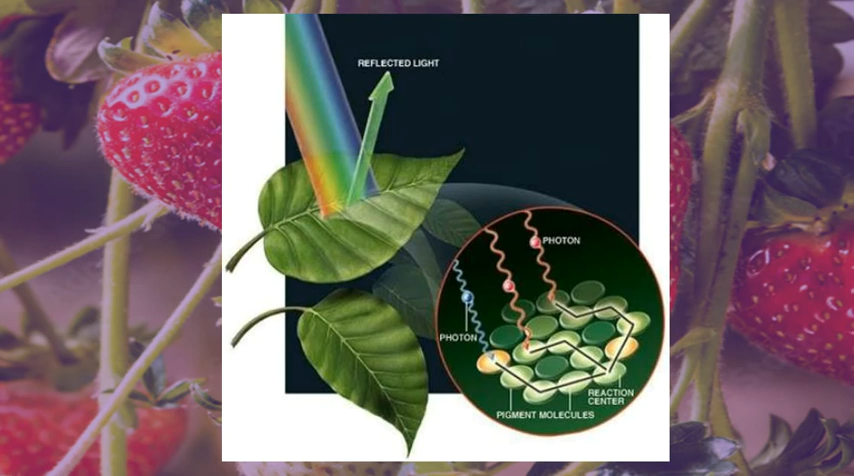 REFLECTED LIGHT
PHOTON
PHOTON
REACTION
CENTER
PIGMENT MOLECULES